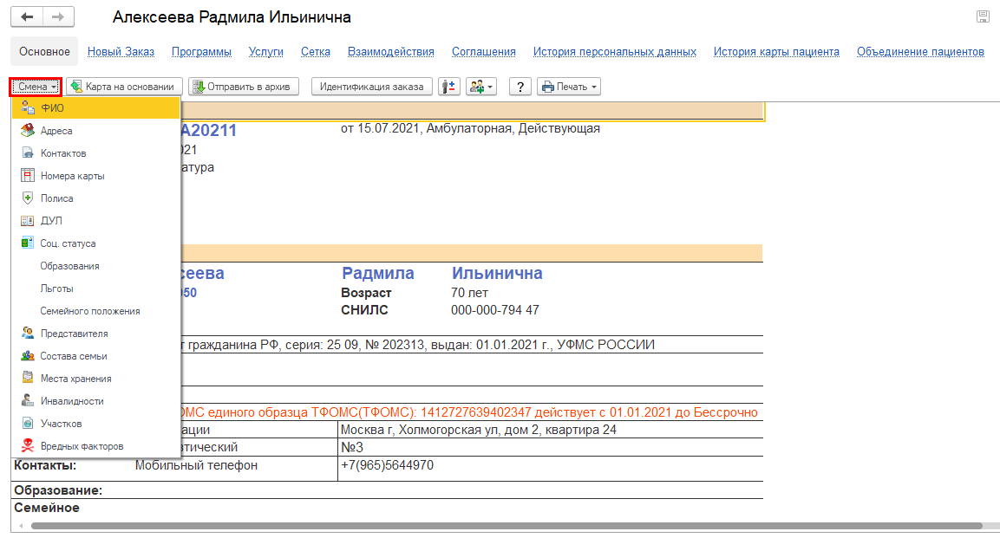 Алексеева Радмила Ильинична
Основное Новый Заказ Программы Услуги Сетка Взаимодействия Соглашения История персональных данных История карты пациента Объединение пациентов
Смена Карта на основании Отправить в архив Идентификация заказа ? Печать
ФИО
Адреса
А20211 от 15.07.2021, Амбулаторная, Действующая
021
Контактов
атура
Номера карты
Полиса
ДУЛ
Соц. статуса
Образования
сеева Радмила Ильинична
Льготы
950 Возраст 70 лет
Семейного положения
СНИЛС 000-000-794 47
Представителя
т гражданина РФ, серия: 25 09, № 202313, выдан: 01.01.2021 г., УФМС РОССИИ
Состава семьи
Места хранения
Инвалидности
ОМС единого образца ТФОМС(ТФОМС): 1412727639402347 действует с 01.01.2021 до Бессрочно
Участков
ации Москва г, Холмогорская ул, дом 2, квартира 24
Вредных факторов
втический №3
Контакты: Мобильный телефон +7(965)5644970
Образование:
Семейное